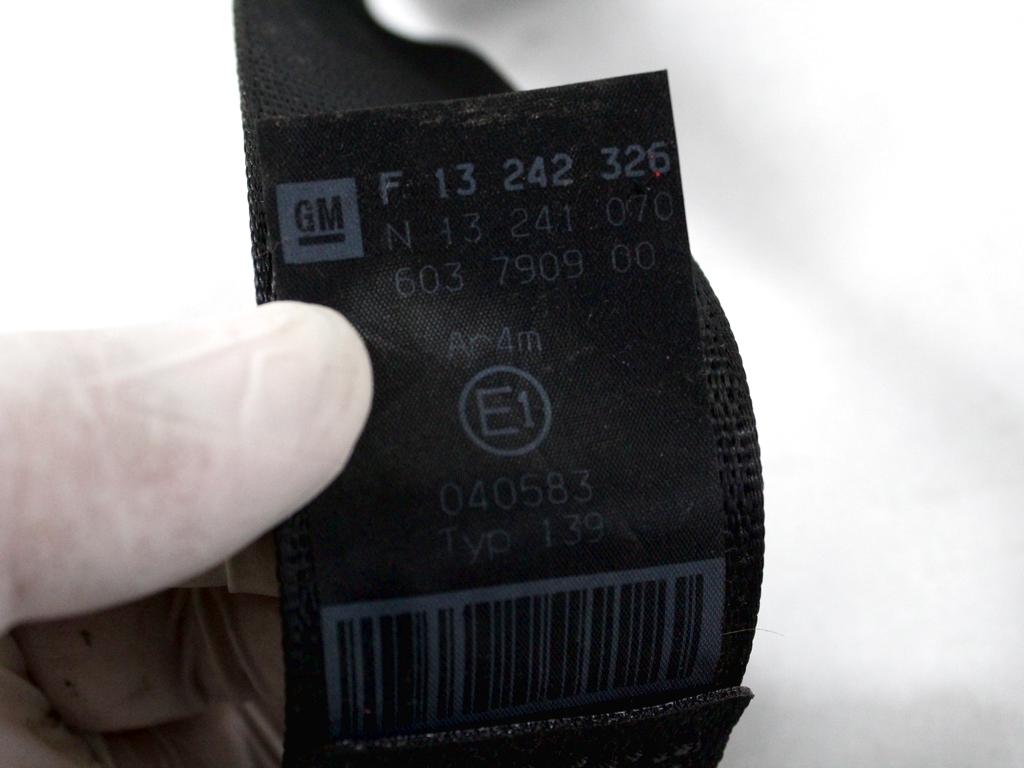 GM
F 13 242 326
N 13 241 070
603 7909 00
Ar4m
E1
040583
Typ 139